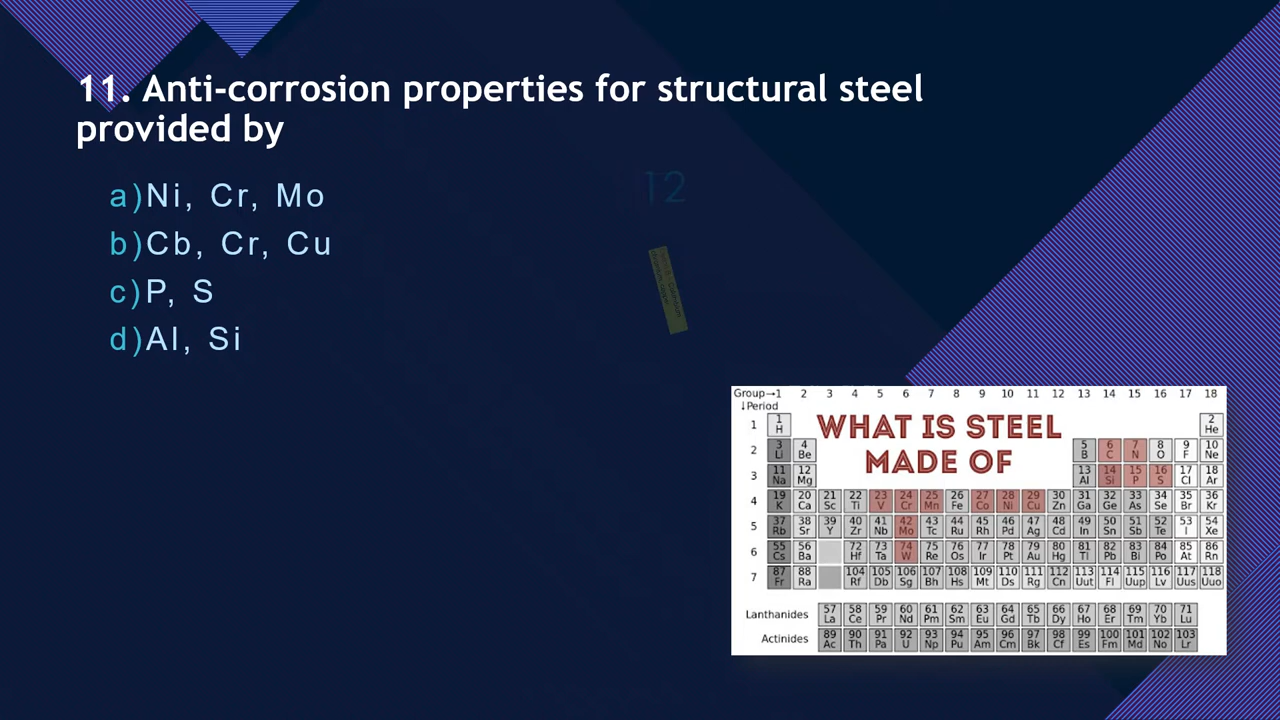 11. Anti-corrosion properties for structural steel
provided by
a)Ni, Cr, Mo
b)Cb, Cr, Cu
c)P, S
d)Al, Si
12
Group→1 2 3 4 5 6 7 8 9 10 11 12 13 14 15 16 17 18
↓Period
WHAT IS STEEL
MADE OF
1 1 2
H He
2 3 4 5 6 7 8 9 10
Li Be B C N O F Ne
3 11 12 13 14 15 16 17 18
Na Mg Al Si P S Cl Ar
4 19 20 21 22 23 24 25 26 27 28 29 30 31 32 33 34 35 36
K Ca Sc Ti V Cr Mn Fe Co Ni Cu Zn Ga Ge As Se Br Kr
5 37 38 39 40 41 42 43 44 45 46 47 48 49 50 51 52 53 54
Rb Sr Y Zr Nb Mo Tc Ru Rh Pd Ag Cd In Sn Sb Te I Xe
6 55 56 72 73 74 75 76 77 78 79 80 81 82 83 84 85 86
Cs Ba Hf Ta W Re Os Ir Pt Au Hg Tl Pb Bi Po At Rn
7 87 88 104 105 106 107 108 109 110 111 112 113 114 115 116 117 118
Fr Ra Rf Db Sg Bh Hs Mt Ds Rg Cn Uut Fl Uup Lv Uus Uuo
Lanthanides 57 58 59 60 61 62 63 64 65 66 67 68 69 70 71
La Ce Pr Nd Pm Sm Eu Gd Tb Dy Ho Er Tm Yb Lu
Actinides 89 90 91 92 93 94 95 96 97 98 99 100 101 102 103
Ac Th Pa U Np Pu Am Cm Bk Cf Es Fm Md No Lr